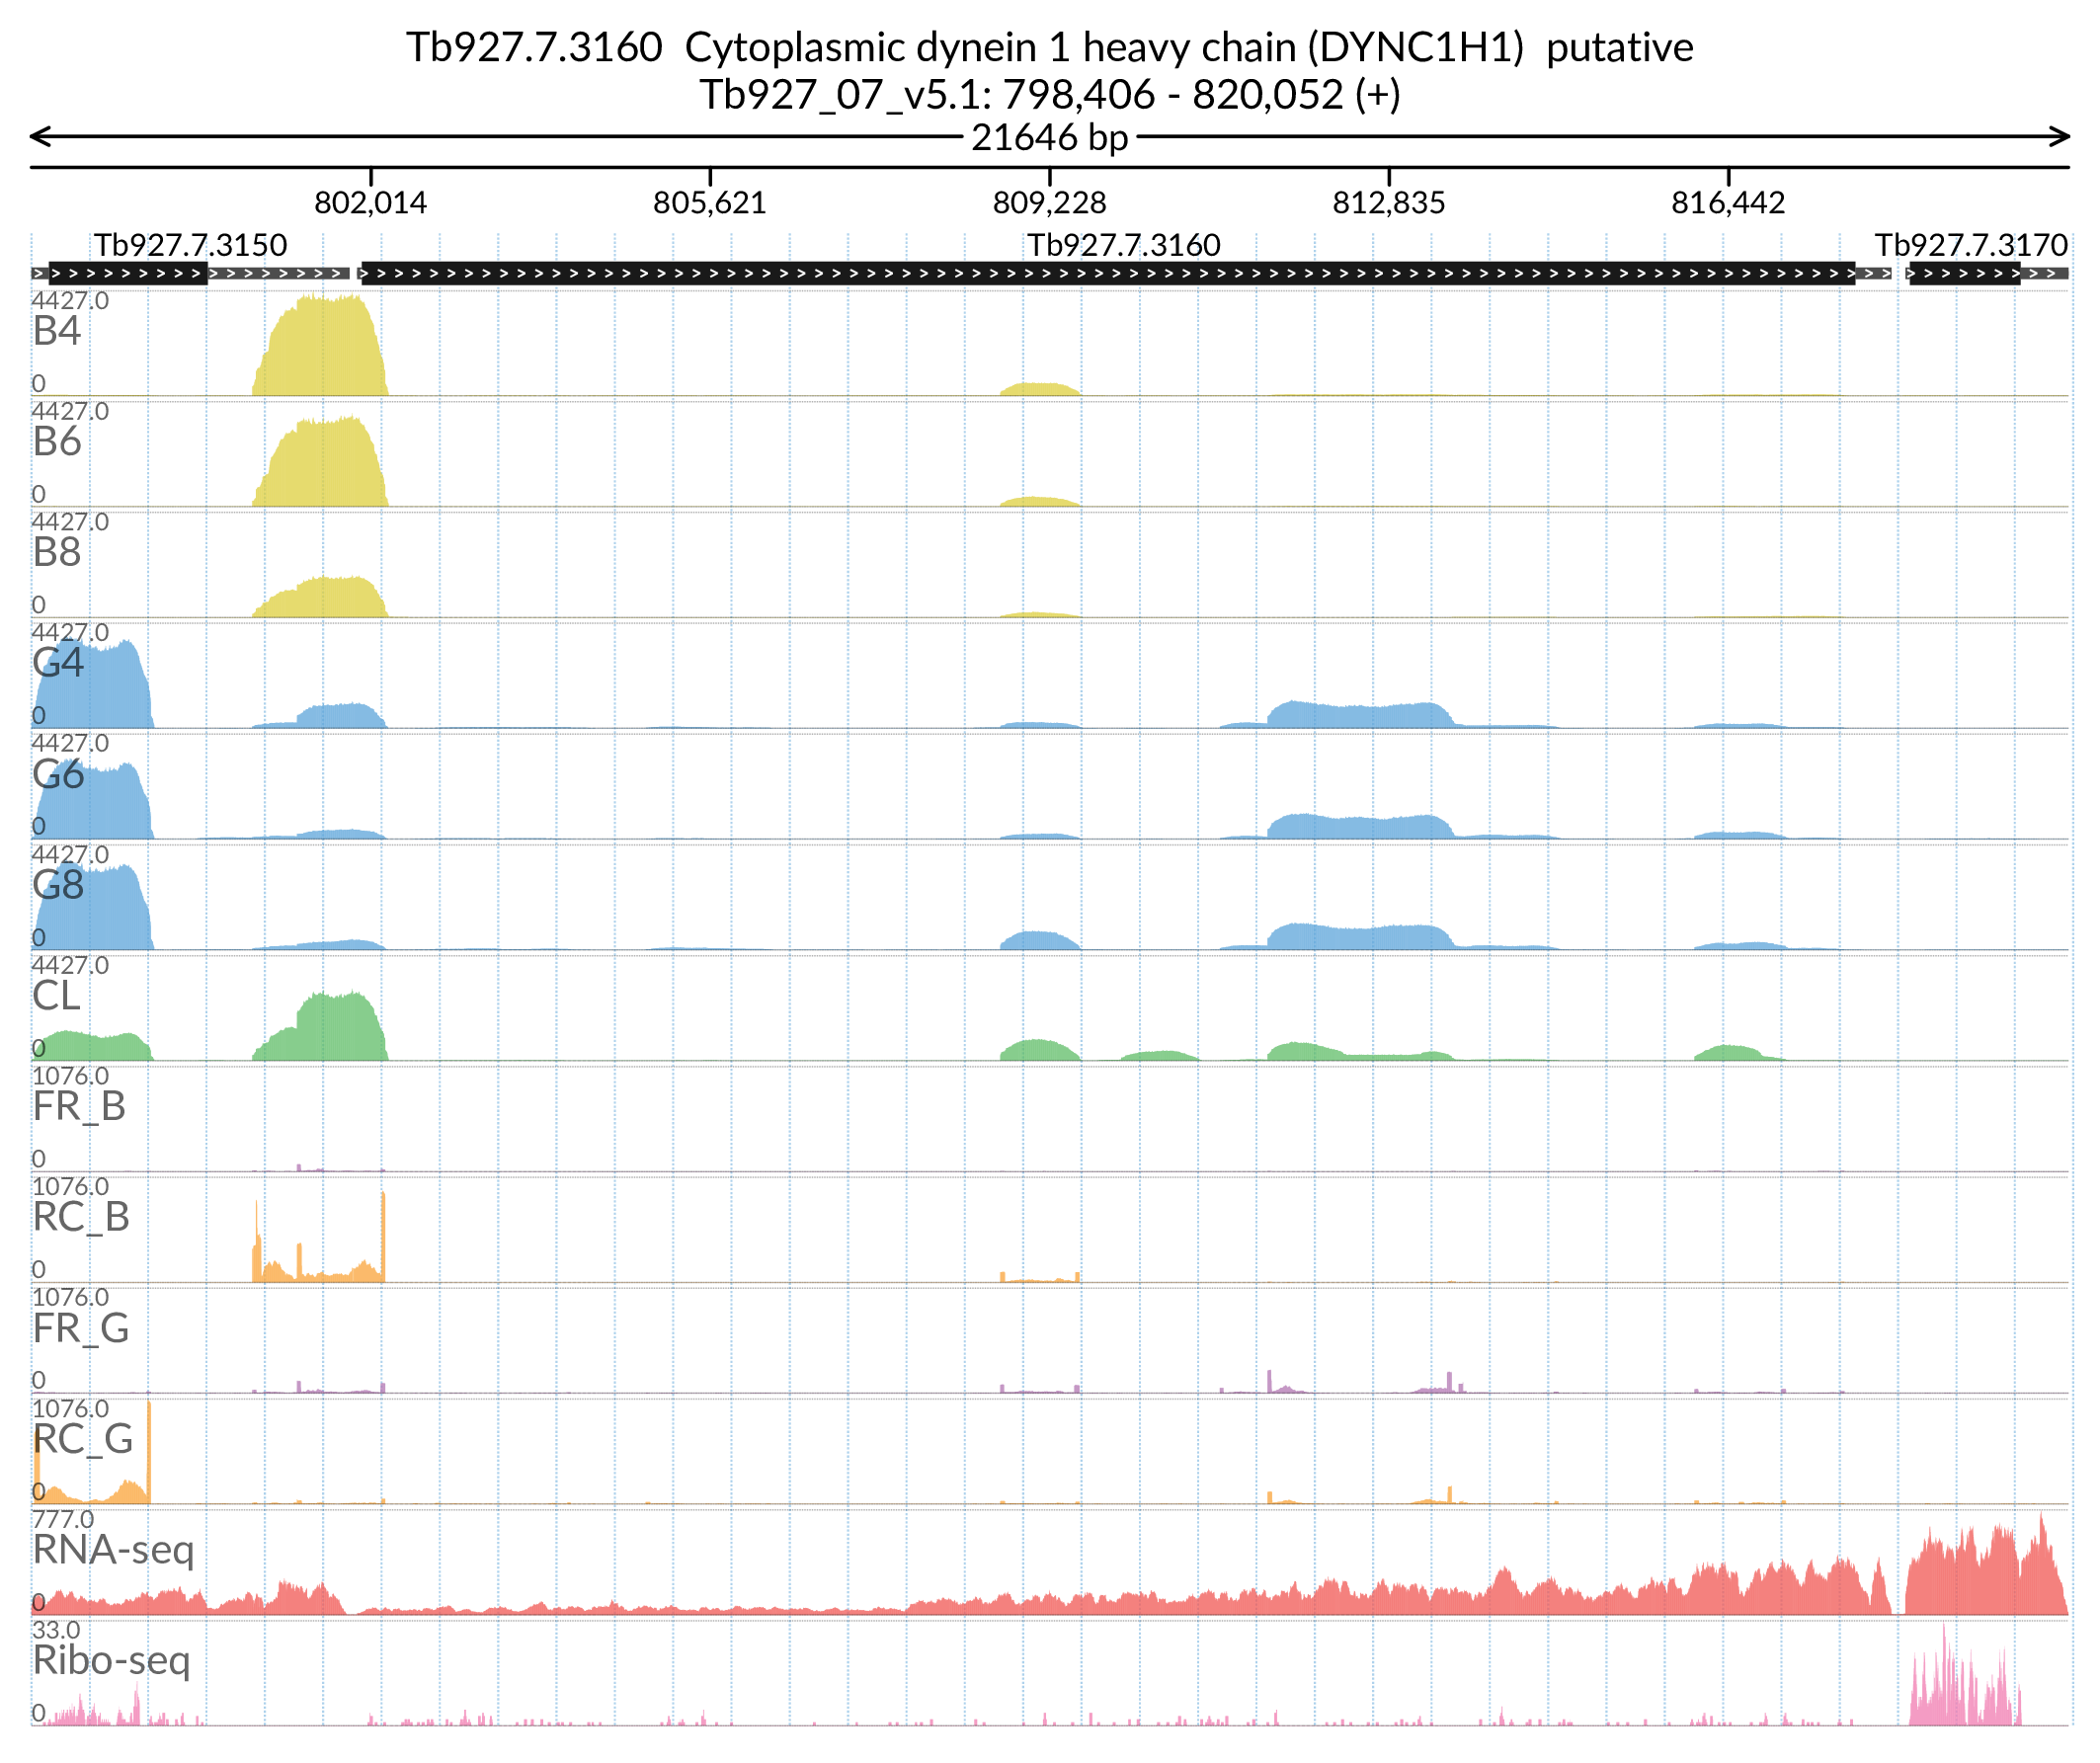 Tb927.7.3160  Cytoplasmic dynein 1 heavy chain (DYNC1H1)  putative
Tb927_07_v5.1: 798,406 - 820,052 (+)
21646 bp
802,014 805,621 809,228 812,835 816,442
Tb927.7.3150 Tb927.7.3160 Tb927.7.3170
4427.0
B4
0
4427.0
B6
0
4427.0
B8
0
4427.0
G4
0
4427.0
G6
0
4427.0
G8
0
4427.0
CL
0
1076.0
FR_B
0
1076.0
RC_B
0
1076.0
FR_G
0
1076.0
RC_G
0
777.0
RNA-seq
0
33.0
Ribo-seq
0